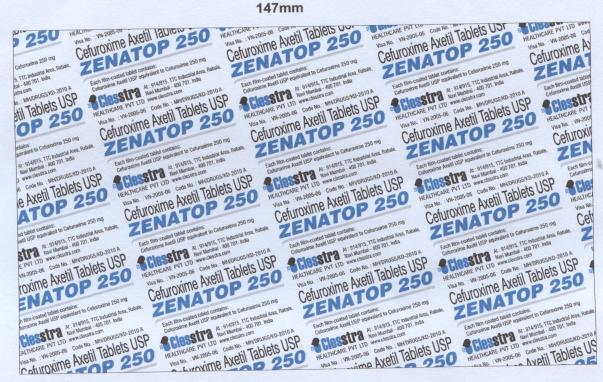 147mm
Cefuroxime Axetil Tablets USP
ZENATOP 250
Each film-coated tablet contains:
Cefuroxime Axetil USP equivalent to Cefuroxime 250 mg
Clesstra
HEALTHCARE PVT LTD
At : 914/915, TTC Industrial Area, Rabale,
Navi Mumbai - 400 701. India
www.clesstra.com
Visa No. : VN-2005-06 Code No. : MH/DRUGS/KD-2010 A